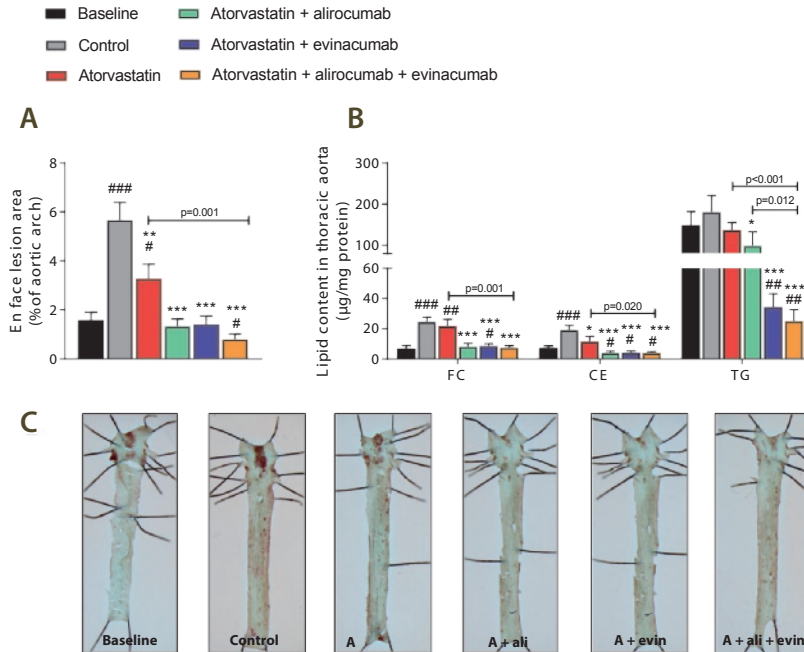 Baseline
Control
Atorvastatin
Atorvastatin + alirocumab
Atorvastatin + evinacumab
Atorvastatin + alirocumab + evinacumab
A
En face lesion area
(% of aortic arch)
8
6
4
2
0
###
**
#
***
***
***
#
p=0.001
B
Lipid content in thoracic aorta
(µg/mg protein)
300
200
100
60
40
20
0
###
##
***
***
#
***
p=0.001
###
*
***
#
***
#
***
#
p=0.020
*
***
##
***
##
p<0.001
p=0.012
FC
CE
TG
C
Baseline
Control
A
A + ali
A + evin
A + ali + evin